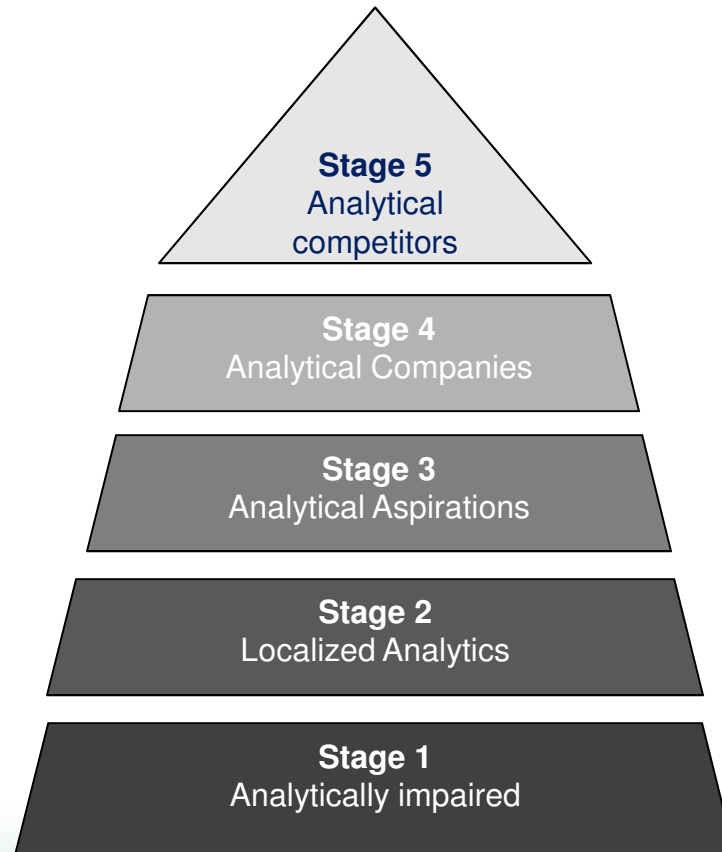 Stage 5
Analytical
competitors
Stage 4
Analytical Companies
Stage 3
Analytical Aspirations
Stage 2
Localized Analytics
Stage 1
Analytically impaired